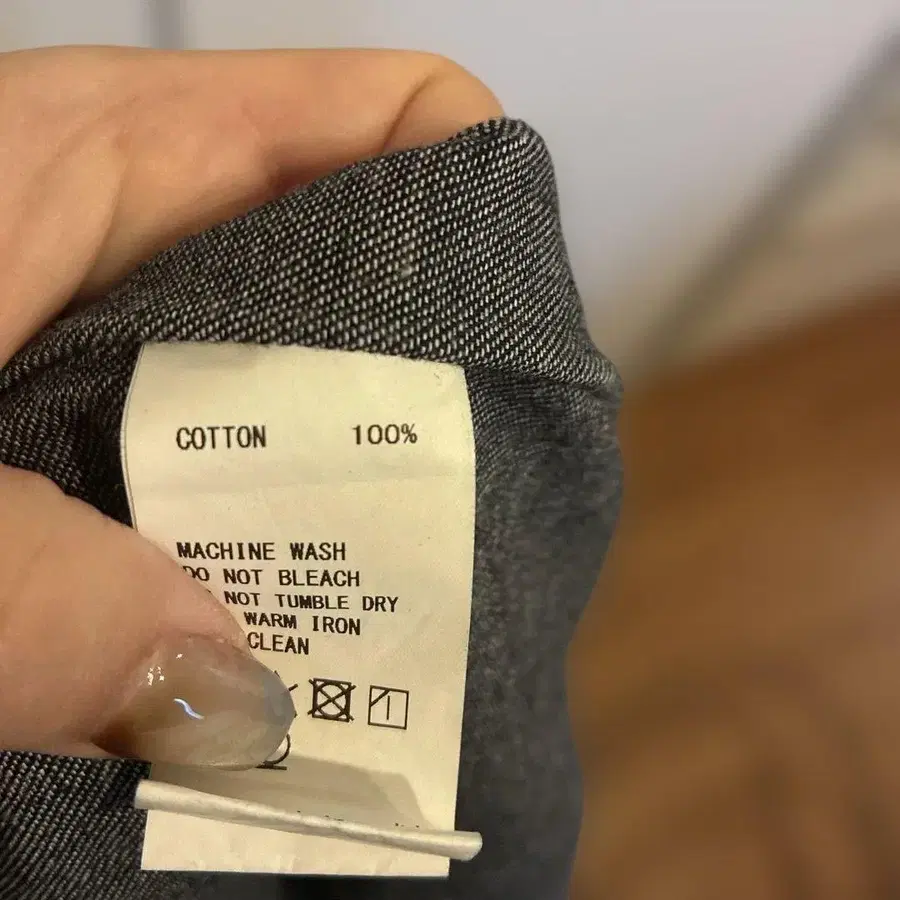 COTTON 100%
MACHINE WASH
DO NOT BLEACH
NOT TUMBLE DRY
WARM IRON
CLEAN